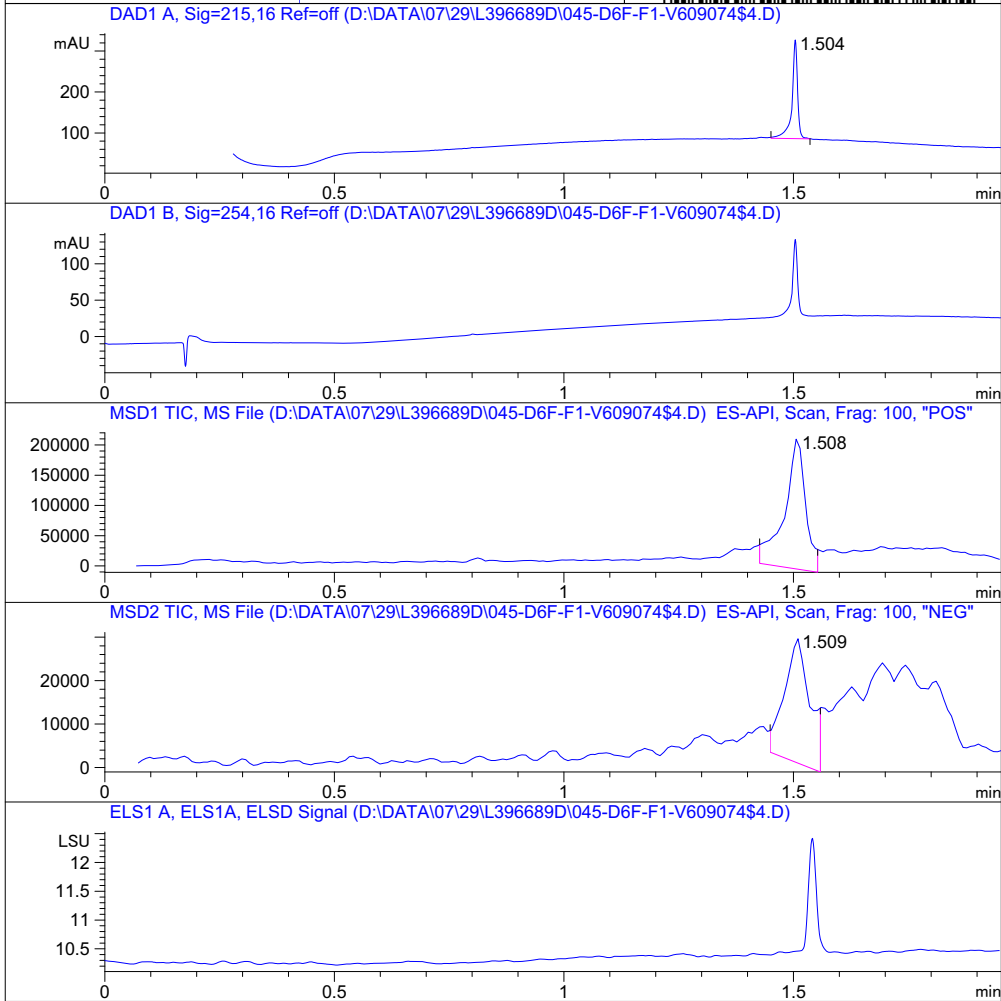 DAD1 A, Sig=215,16 Ref=off (D:\DATA\07\29\L396689D\045-D6F-F1-V609074$4.D)
mAU
1.504
200
100
0 0.5 1 1.5 min
DAD1 B, Sig=254,16 Ref=off (D:\DATA\07\29\L396689D\045-D6F-F1-V609074$4.D)
mAU
100
50
0
0 0.5 1 1.5 min
MSD1 TIC, MS File (D:\DATA\07\29\L396689D\045-D6F-F1-V609074$4.D) ES-API, Scan, Frag: 100, "POS"
200000 1.508
150000
100000
50000
0
0 0.5 1 1.5 min
MSD2 TIC, MS File (D:\DATA\07\29\L396689D\045-D6F-F1-V609074$4.D) ES-API, Scan, Frag: 100, "NEG"
1.509
20000
10000
0
0 0.5 1 1.5 min
ELS1 A, ELS1A, ELSD Signal (D:\DATA\07\29\L396689D\045-D6F-F1-V609074$4.D)
LSU
12
11.5
11
10.5
0 0.5 1 1.5 min